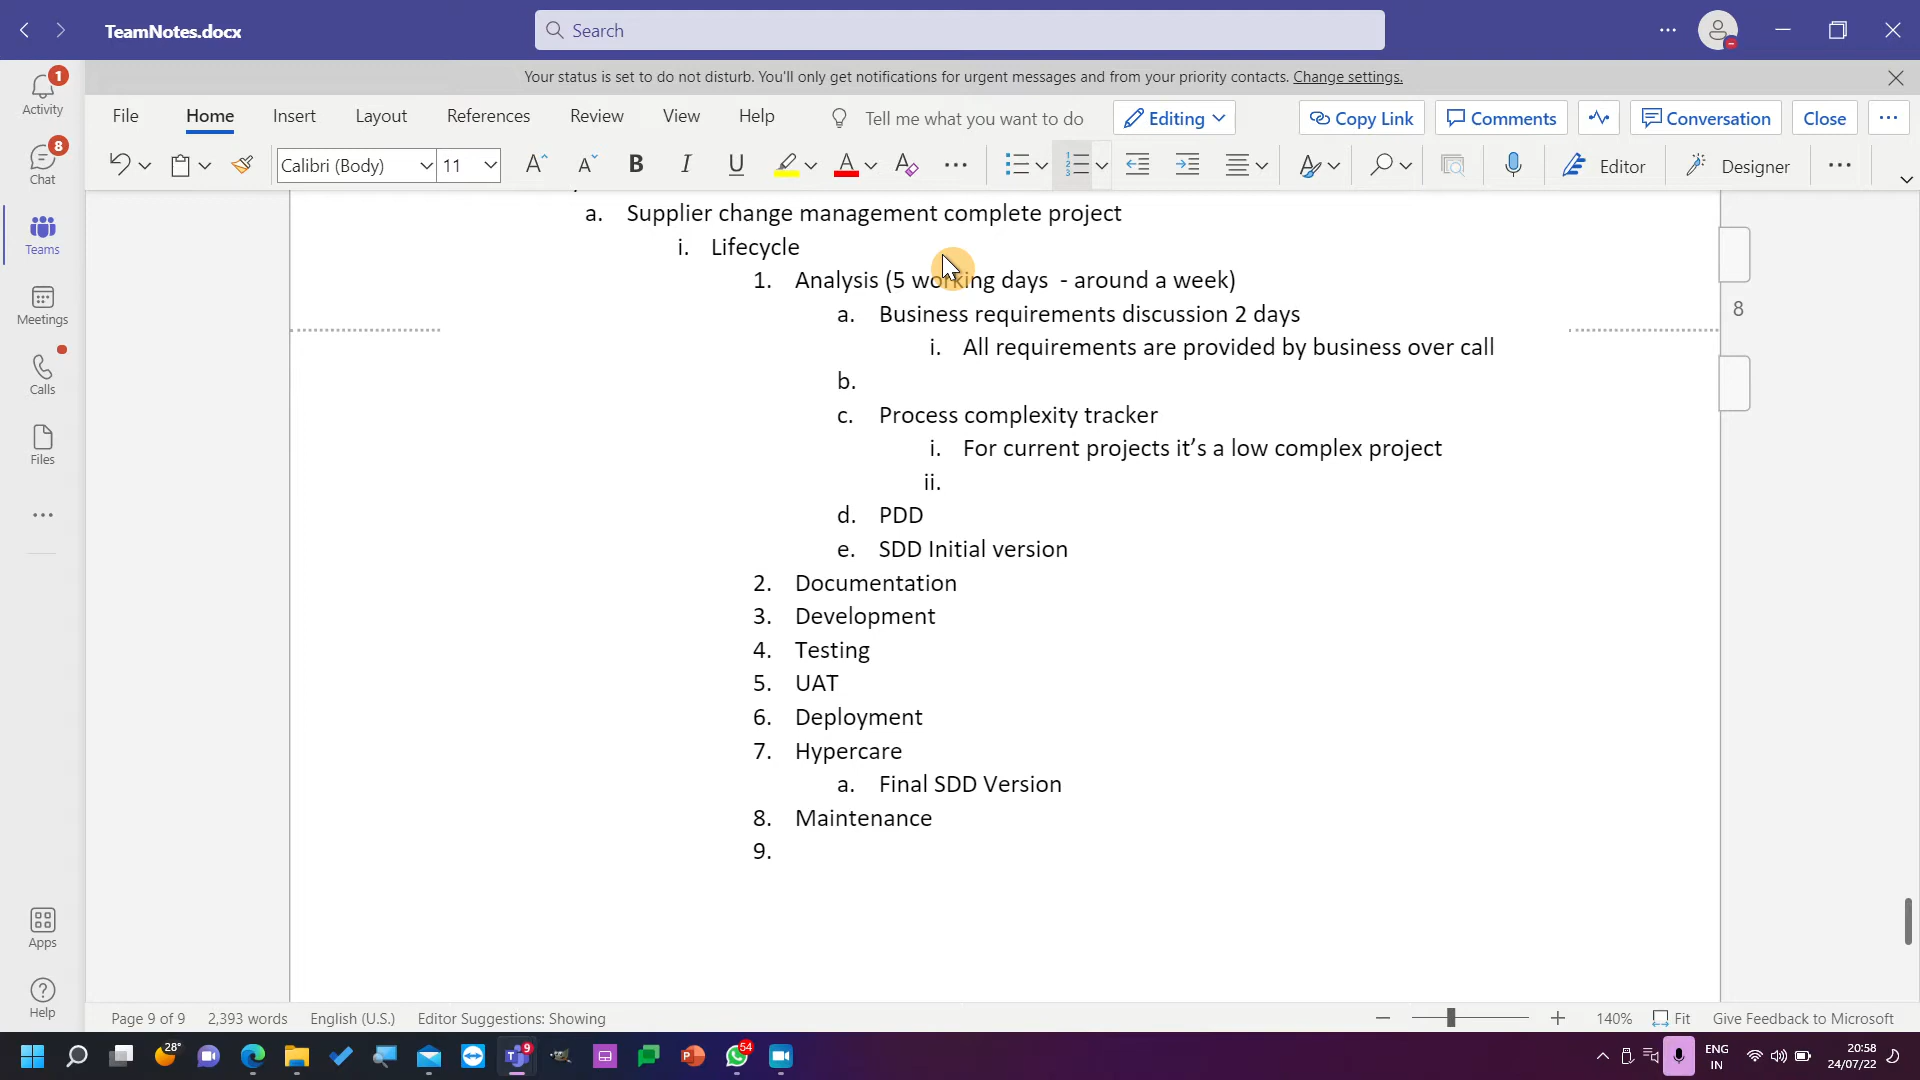 TeamNotes.docx
Search
Your status is set to do not disturb. You'll only get notifications for urgent messages and from your priority contacts. Change settings.
File Home Insert Layout References Review View Help Tell me what you want to do Editing Copy Link Comments Conversation Close
Calibri (Body) 11 Editor Designer
1
Activity
8
Chat
Teams
Meetings
Calls
Files
Apps
Help
a. Supplier change management complete project
i. Lifecycle
1. Analysis (5 working days - around a week)
a. Business requirements discussion 2 days
i. All requirements are provided by business over call
b.
c. Process complexity tracker
i. For current projects it’s a low complex project
ii.
d. PDD
e. SDD Initial version
2. Documentation
3. Development
4. Testing
5. UAT
6. Deployment
7. Hypercare
a. Final SDD Version
8. Maintenance
9.
8
Page 9 of 9 2,393 words English (U.S.) Editor Suggestions: Showing 140% Fit Give Feedback to Microsoft
28° 9 54 ENG 20:58
IN 24/07/22